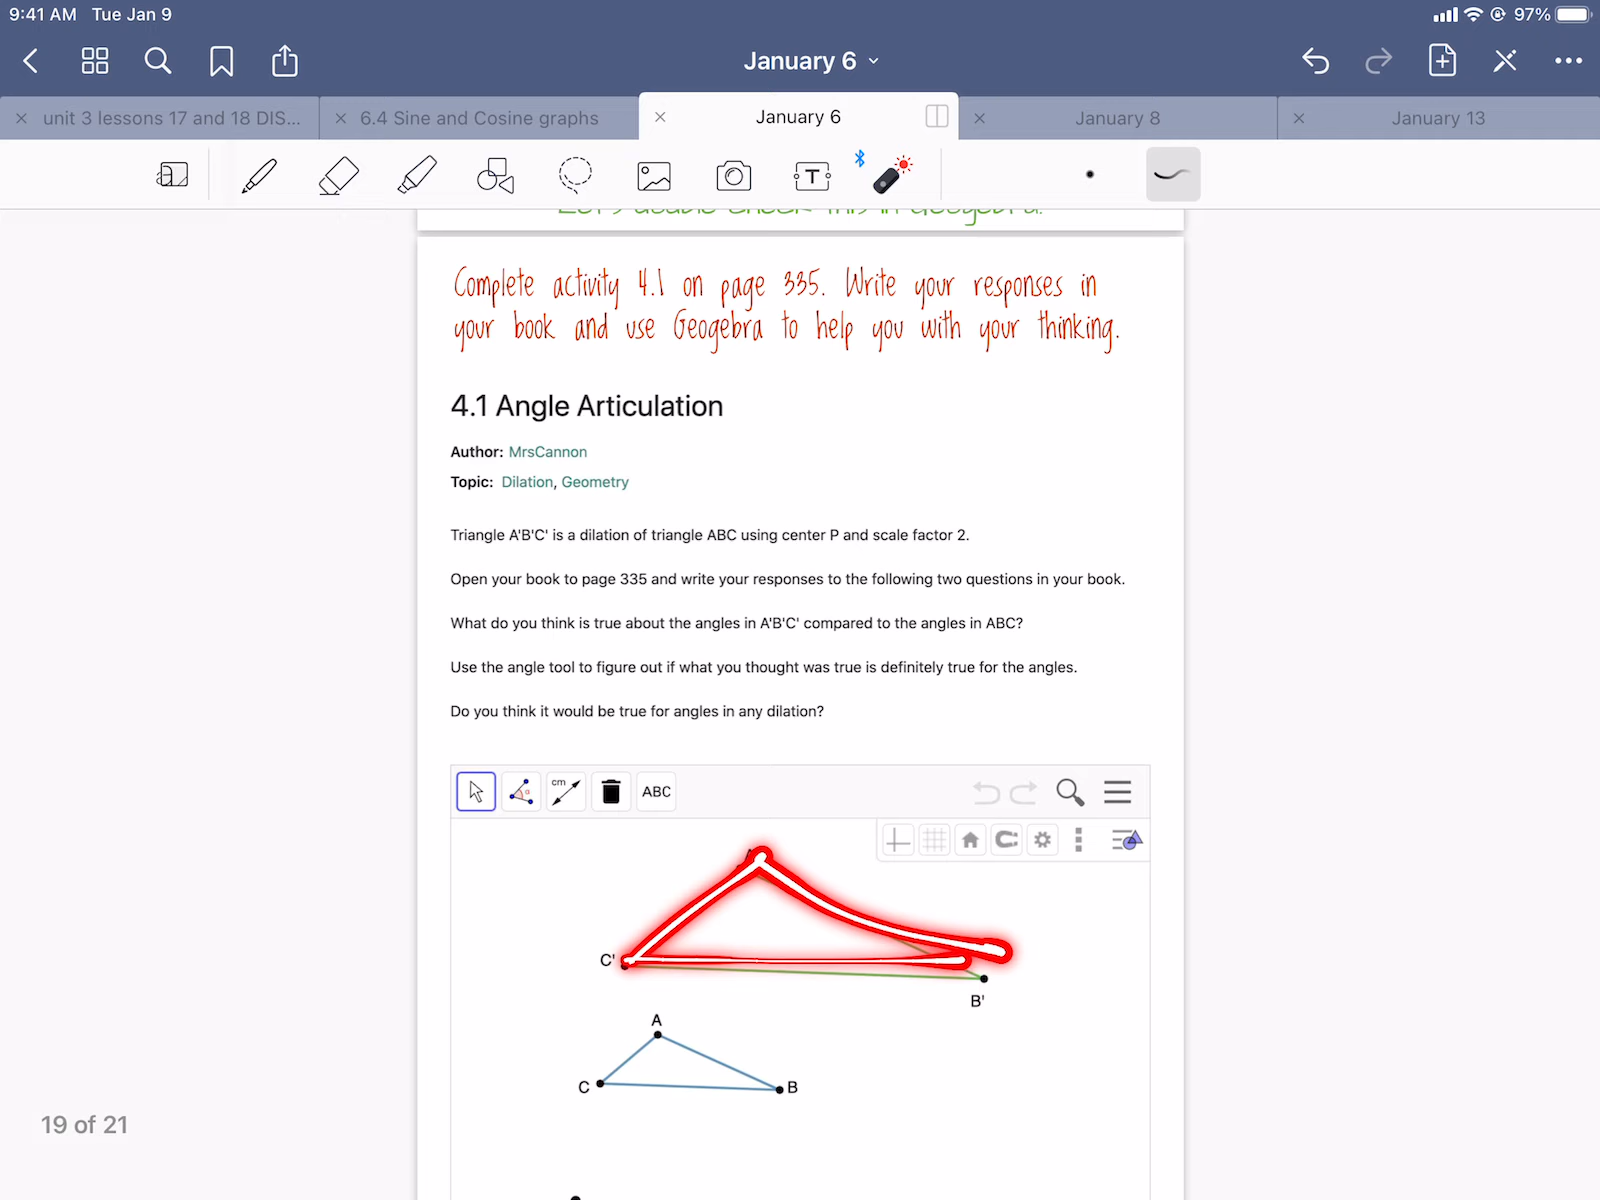 9:41 AM Tue Jan 9
97%
January 6
unit 3 lessons 17 and 18 DIS...
6.4 Sine and Cosine graphs
January 6
January 8
January 13
T
Complete activity 4.1 on page 335. Write your responses in
your book and use Geogebra to help you with your thinking.
4.1 Angle Articulation
Author: MrsCannon
Topic: Dilation, Geometry
Triangle A'B'C' is a dilation of triangle ABC using center P and scale factor 2.
Open your book to page 335 and write your responses to the following two questions in your book.
What do you think is true about the angles in A'B'C' compared to the angles in ABC?
Use the angle tool to figure out if what you thought was true is definitely true for the angles.
Do you think it would be true for angles in any dilation?
cm
ABC
C'
B'
A
C
B
19 of 21